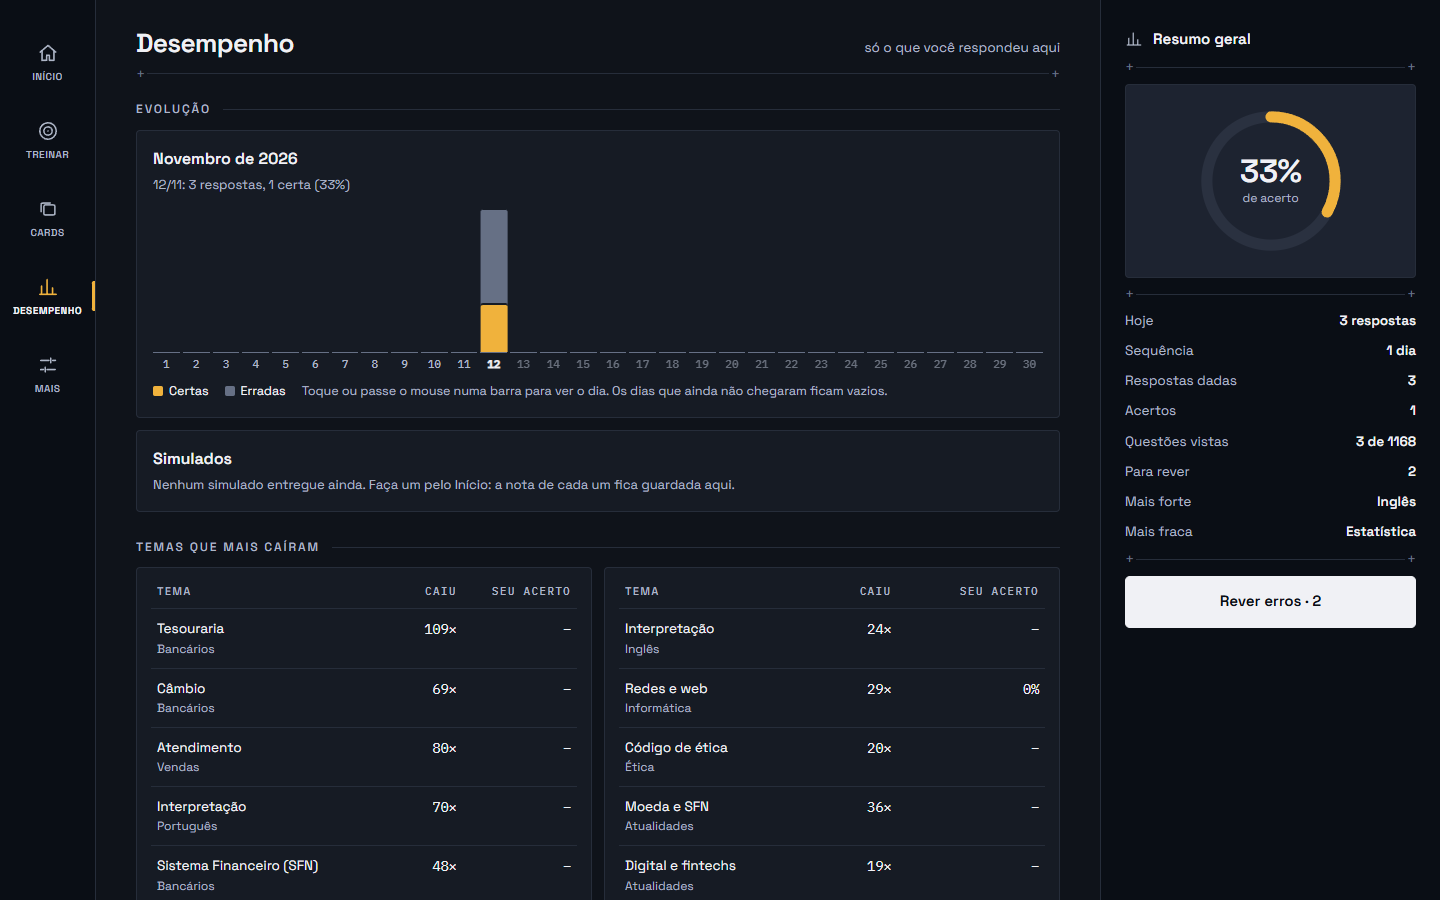 INÍCIO
TREINAR
CARDS
DESEMPENHO
MAIS
Desempenho
só o que você respondeu aqui
EVOLUÇÃO
Novembro de 2026
12/11: 3 respostas, 1 certa (33%)
1 2 3 4 5 6 7 8 9 10 11 12 13 14 15 16 17 18 19 20 21 22 23 24 25 26 27 28 29 30
Certas Erradas Toque ou passe o mouse numa barra para ver o dia. Os dias que ainda não chegaram ficam vazios.
Simulados
Nenhum simulado entregue ainda. Faça um pelo Início: a nota de cada um fica guardada aqui.
TEMAS QUE MAIS CAÍRAM
TEMA CAIU SEU ACERTO
Tesouraria 109× –
Bancários
Câmbio 69× –
Bancários
Atendimento 80× –
Vendas
Interpretação 70× –
Português
Sistema Financeiro (SFN) 48× –
Bancários
TEMA CAIU SEU ACERTO
Interpretação 24× –
Inglês
Redes e web 29× 0%
Informática
Código de ética 20× –
Ética
Moeda e SFN 36× –
Atualidades
Digital e fintechs 19× –
Atualidades
Resumo geral
33%
de acerto
Hoje 3 respostas
Sequência 1 dia
Respostas dadas 3
Acertos 1
Questões vistas 3 de 1168
Para rever 2
Mais forte Inglês
Mais fraca Estatística
Rever erros · 2